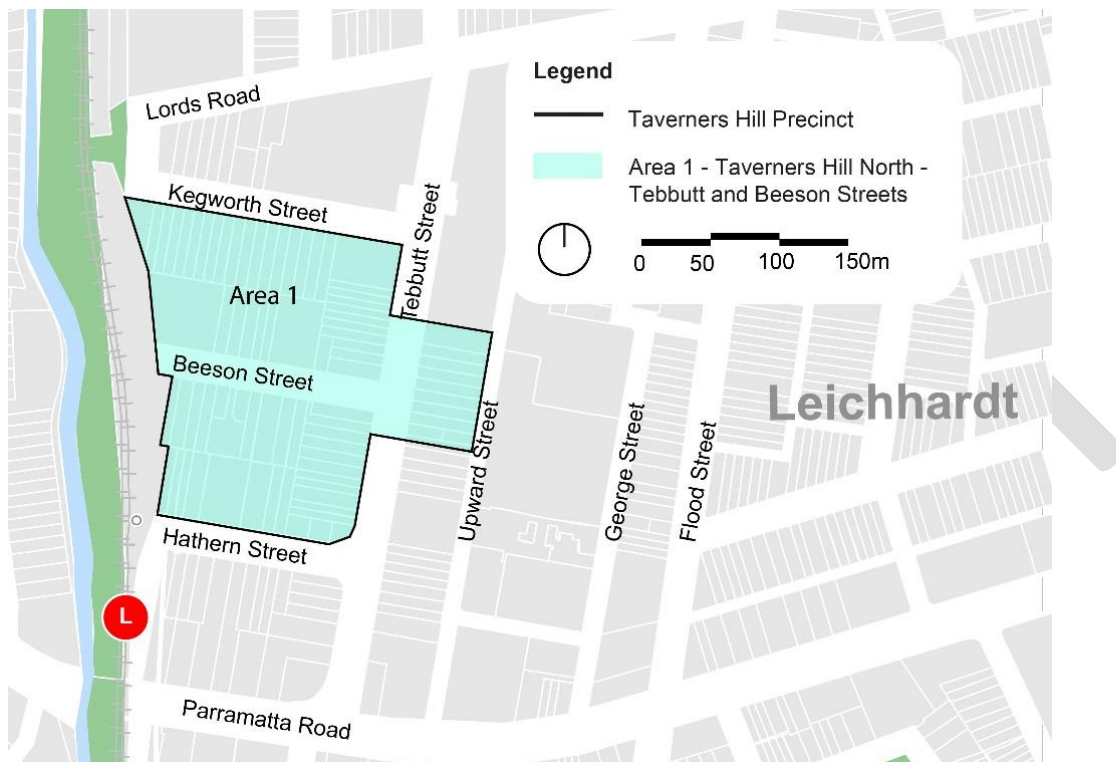 Legend
Taverners Hill Precinct
Area 1 - Taverners Hill North -
Tebbutt and Beeson Streets
0 50 100 150m
Lords Road
Kegworth Street
Tebbutt Street
Area 1
Beeson Street
Leichhardt
Upward Street
George Street
Flood Street
Hathern Street
L
Parramatta Road